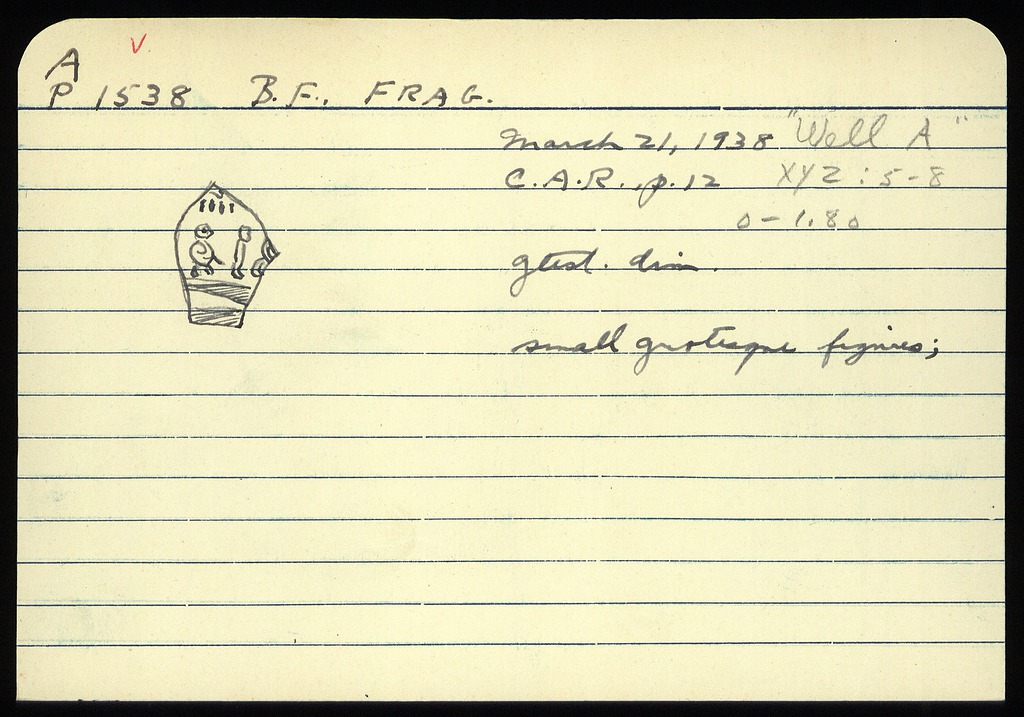 V.
A
P 1538 B.F. FRAG.
March 21, 1938 "Well A"
C.A.R., p. 12 XYZ : 5-8
0 - 1.80
gtest. dim.
small grotesque figures;